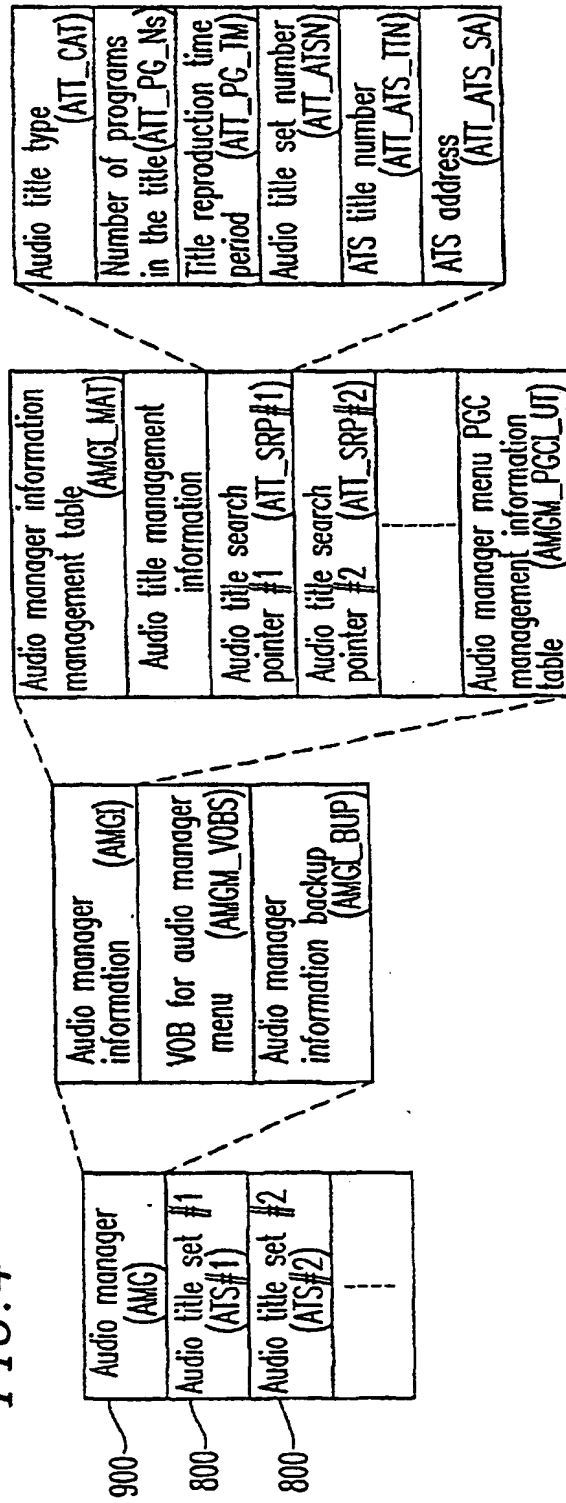 FIG.4
900
800
800
Audio manager
(AMG)
Audio title set #1
(ATS#1)
Audio title set #2
(ATS#2)
Audio manager
information (AMGI)
VOB for audio manager
menu (AMGM_VOBS)
Audio manager
information backup
(AMGI_BUP)
Audio manager information
management table
(AMGI_MAT)
Audio title management
information
Audio title search
pointer #1 (ATT_SRP#1)
Audio title search
pointer #2 (ATT_SRP#2)
Audio manager menu PGC
management information
table (AMGM_PGCI_UT)
Audio title type
(ATT_CAT)
Number of programs
in the title(ATT_PG_Ns)
Title reproduction time
period (ATT_PG_TM)
Audio title set number
(ATT_ATSN)
ATS title number
(ATT_ATS_TTN)
ATS address
(ATT_ATS_SA)